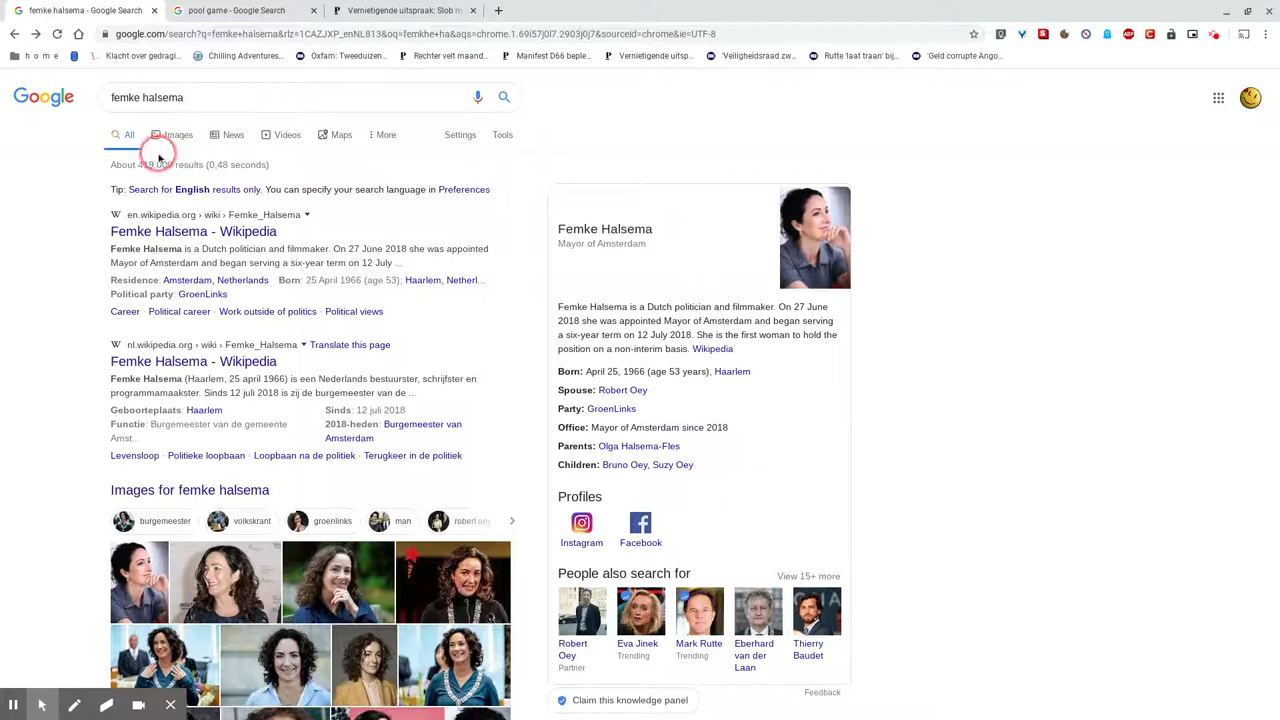 femke halsema - Google Search
pool game - Google Search
Vernietigende uitspraak: Slob m
google.com/search?q=femke+halsema&rlz=1CAZJXP_enNL813&oq=femkhe+ha&aqs=chrome.1.69i57j0l7.2903j0j7&sourceid=chrome&ie=UTF-8
h o m e
Klacht over gedragi...
Chilling Adventures...
Oxfam: Tweeduizen...
Rechter velt maand...
Manifest D66 beple...
Vernietigende uitsp...
'Veiligheidsraad zw...
Rutte 'laat traan' bij...
'Geld corrupte Ango...
Google
femke halsema
All
Images
News
Videos
Maps
More
Settings
Tools
About 419.000 results (0,48 seconds)
Tip: Search for English results only. You can specify your search language in Preferences
en.wikipedia.org › wiki › Femke_Halsema
Femke Halsema - Wikipedia
Femke Halsema is a Dutch politician and filmmaker. On 27 June 2018 she was appointed
Mayor of Amsterdam and began serving a six-year term on 12 July ...
Residence: Amsterdam, Netherlands Born: 25 April 1966 (age 53); Haarlem, Netherl...
Political party: GroenLinks
Career · Political career · Work outside of politics · Political views
nl.wikipedia.org › wiki › Femke_Halsema Translate this page
Femke Halsema - Wikipedia
Femke Halsema (Haarlem, 25 april 1966) is een Nederlands bestuurster, schrijfster en
programmamaakster. Sinds 12 juli 2018 is zij de burgemeester van de ...
Geboorteplaats: Haarlem
Sinds: 12 juli 2018
Functie: Burgemeester van de gemeente
Amst...
2018-heden: Burgemeester van
Amsterdam
Levensloop · Politieke loopbaan · Loopbaan na de politiek · Terugkeer in de politiek
Images for femke halsema
burgemeester
volkskrant
groenlinks
man
robert oey
Femke Halsema
Mayor of Amsterdam
Femke Halsema is a Dutch politician and filmmaker. On 27 June
2018 she was appointed Mayor of Amsterdam and began serving
a six-year term on 12 July 2018. She is the first woman to hold the
position on a non-interim basis. Wikipedia
Born: April 25, 1966 (age 53 years), Haarlem
Spouse: Robert Oey
Party: GroenLinks
Office: Mayor of Amsterdam since 2018
Parents: Olga Halsema-Fles
Children: Bruno Oey, Suzy Oey
Profiles
Instagram
Facebook
People also search for
View 15+ more
Robert
Oey
Partner
Eva Jinek
Trending
Mark Rutte
Trending
Eberhard
van der
Laan
Thierry
Baudet
Feedback
Claim this knowledge panel